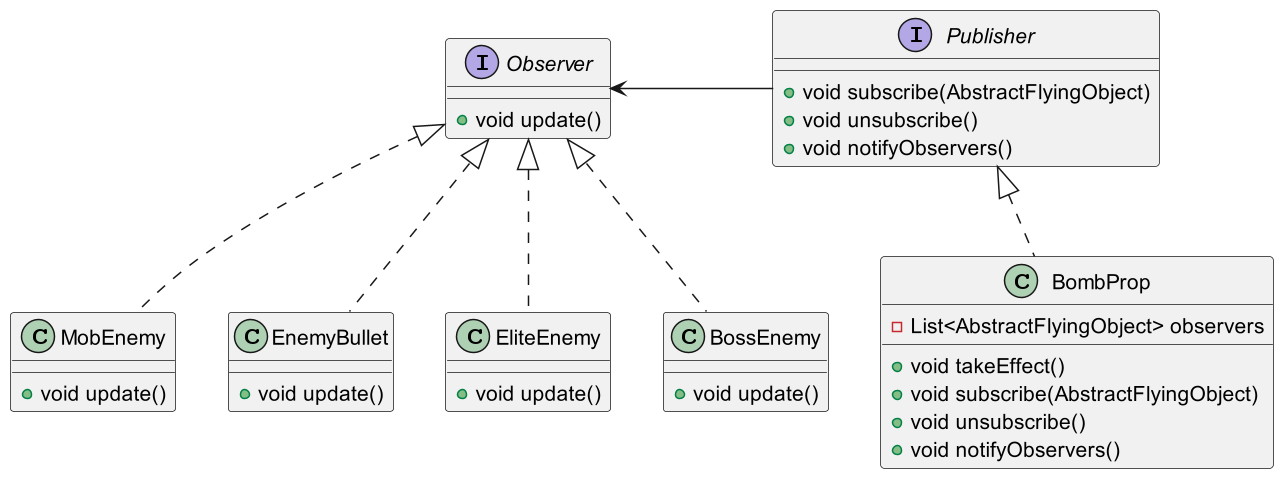 I Observer
void update()
I Publisher
void subscribe(AbstractFlyingObject)
void unsubscribe()
void notifyObservers()
C MobEnemy
void update()
C EnemyBullet
void update()
C EliteEnemy
void update()
C BossEnemy
void update()
C BombProp
List<AbstractFlyingObject> observers
void takeEffect()
void subscribe(AbstractFlyingObject)
void unsubscribe()
void notifyObservers()